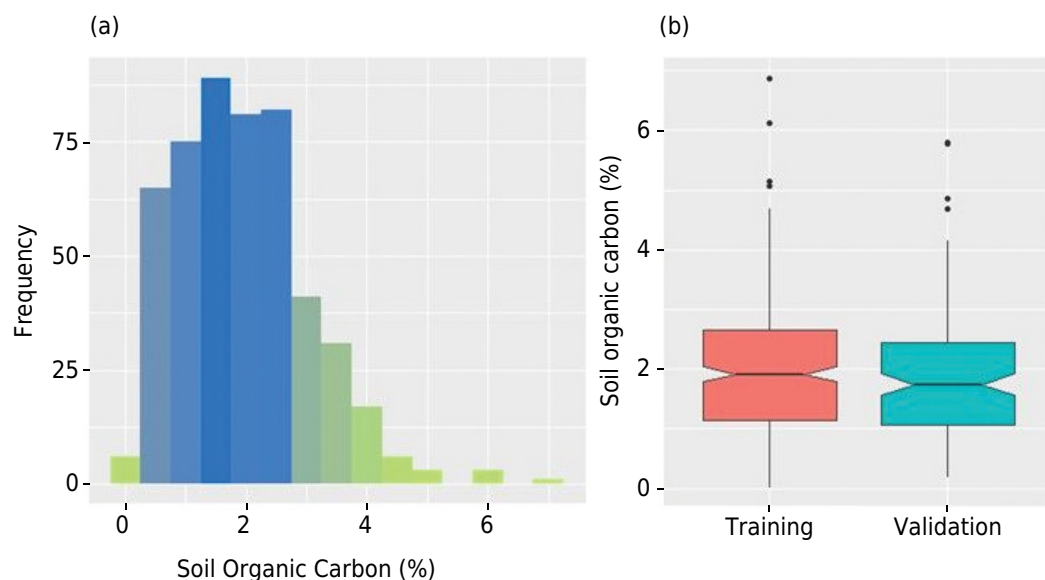 (a)
75
50
25
0
Frequency
0 2 4 6
Soil Organic Carbon (%)
(b)
6
4
2
0
Soil organic carbon (%)
Training Validation